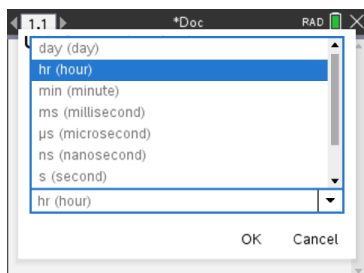 1.1 *Doc RAD
day (day)
hr (hour)
min (minute)
ms (millisecond)
µs (microsecond)
ns (nanosecond)
s (second)
hr (hour)
OK Cancel